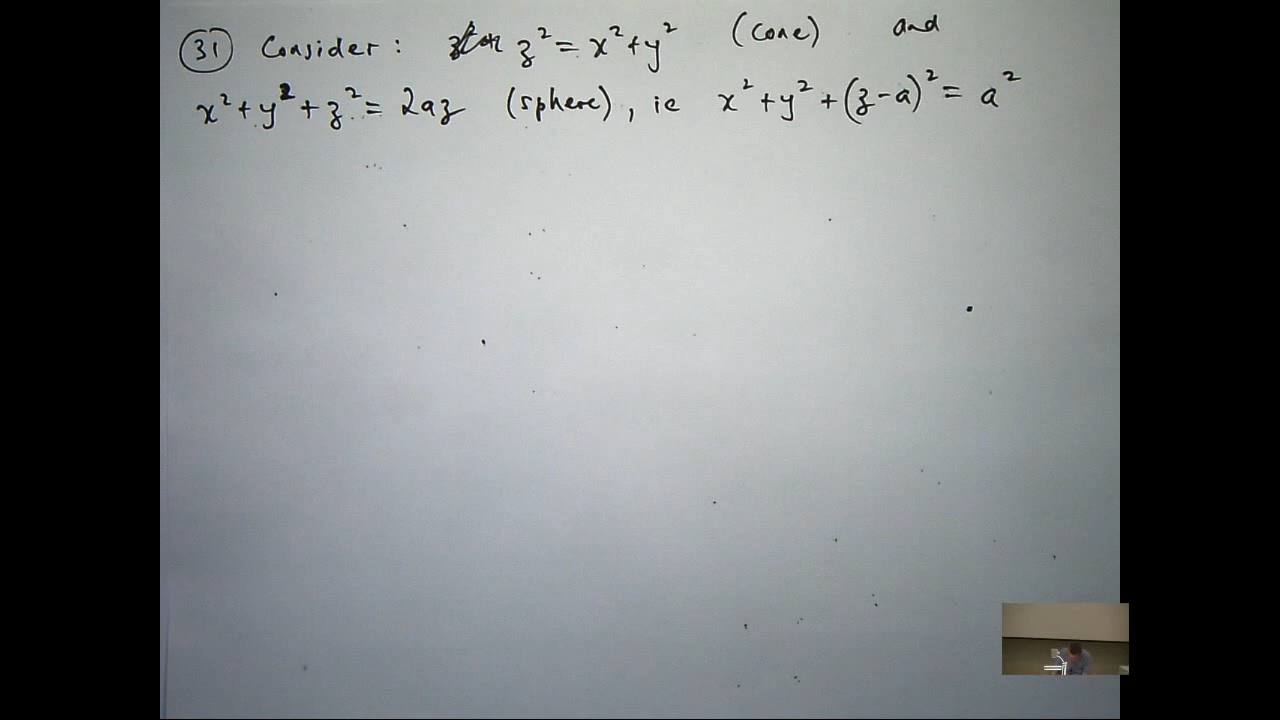 (31) Consider: z² = x² + y² (cone) and
x² + y² + z² = 2az (sphere), ie x² + y² + (z - a)² = a²